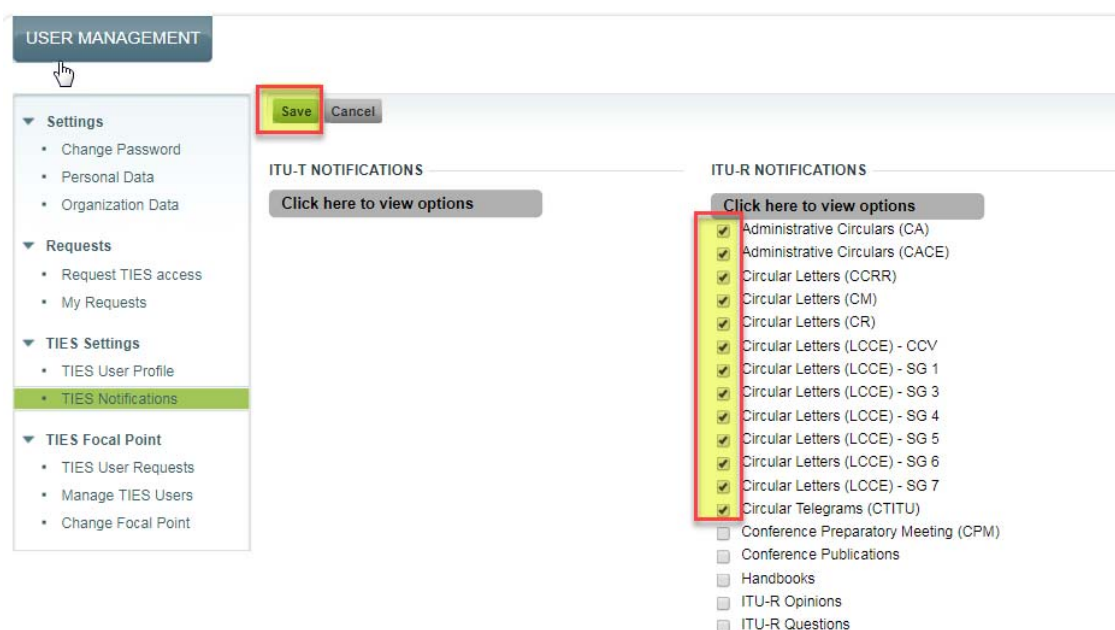 USER MANAGEMENT
Settings
Change Password
Personal Data
Organization Data
Requests
Request TIES access
My Requests
TIES Settings
TIES User Profile
TIES Notifications
TIES Focal Point
TIES User Requests
Manage TIES Users
Change Focal Point
Save Cancel
ITU-T NOTIFICATIONS
Click here to view options
ITU-R NOTIFICATIONS
Click here to view options
Administrative Circulars (CA)
Administrative Circulars (CACE)
Circular Letters (CCRR)
Circular Letters (CM)
Circular Letters (CR)
Circular Letters (LCCE) - CCV
Circular Letters (LCCE) - SG 1
Circular Letters (LCCE) - SG 3
Circular Letters (LCCE) - SG 4
Circular Letters (LCCE) - SG 5
Circular Letters (LCCE) - SG 6
Circular Letters (LCCE) - SG 7
Circular Telegrams (CTITU)
Conference Preparatory Meeting (CPM)
Conference Publications
Handbooks
ITU-R Opinions
ITU-R Questions